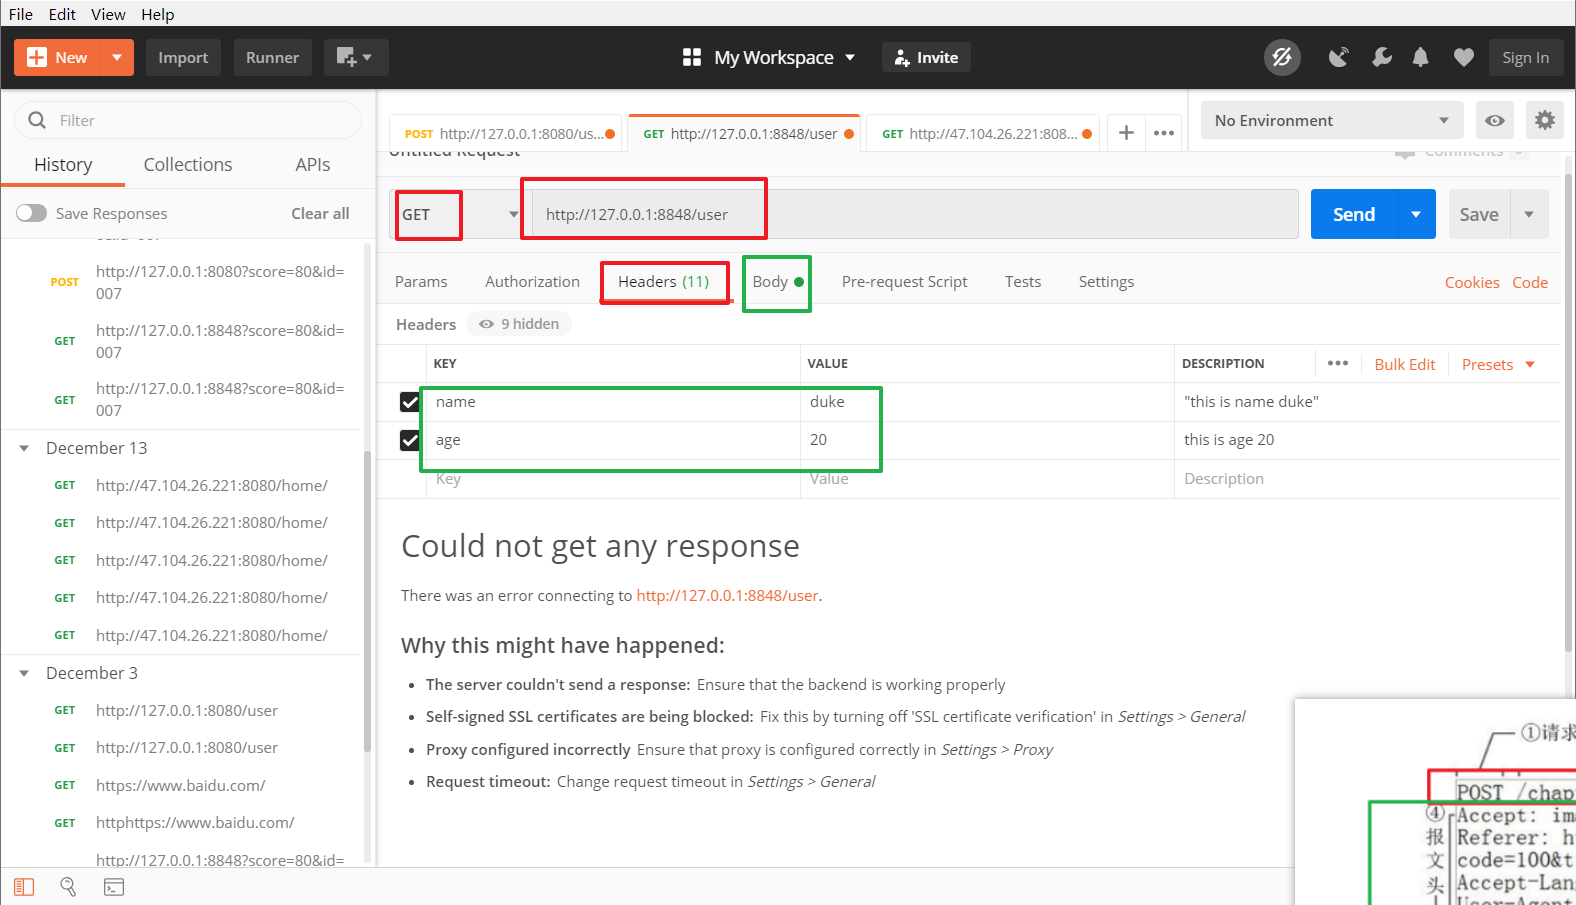 File Edit View Help
New Import Runner My Workspace Invite Sign In
Filter
History Collections APIs
Save Responses Clear all
POST http://127.0.0.1:8080?score=80&id=
007
GET http://127.0.0.1:8848?score=80&id=
007
GET http://127.0.0.1:8848?score=80&id=
007
December 13
GET http://47.104.26.221:8080/home/
GET http://47.104.26.221:8080/home/
GET http://47.104.26.221:8080/home/
GET http://47.104.26.221:8080/home/
GET http://47.104.26.221:8080/home/
December 3
GET http://127.0.0.1:8080/user
GET http://127.0.0.1:8080/user
GET https://www.baidu.com/
GET httphttps://www.baidu.com/
http://127.0.0.1:8848?score=80&id=
POST http://127.0.0.1:8080/us... GET http://127.0.0.1:8848/user GET http://47.104.26.221:808... + •••
No Environment
Untitled Request Comments 0
GET http://127.0.0.1:8848/user Send Save
Params Authorization Headers (11) Body Pre-request Script Tests Settings Cookies Code
Headers 9 hidden
KEY VALUE DESCRIPTION ••• Bulk Edit Presets
name duke "this is name duke"
age 20 this is age 20
Key Value Description
Could not get any response
There was an error connecting to http://127.0.0.1:8848/user.
Why this might have happened:
• The server couldn't send a response: Ensure that the backend is working properly
• Self-signed SSL certificates are being blocked: Fix this by turning off 'SSL certificate verification' in Settings > General
• Proxy configured incorrectly Ensure that proxy is configured correctly in Settings > Proxy
• Request timeout: Change request timeout in Settings > General
①请求
POST /chap
④ Accept: ima
报 Referer: h
文 code=100&t
头 Accept-Lan
User-Agent